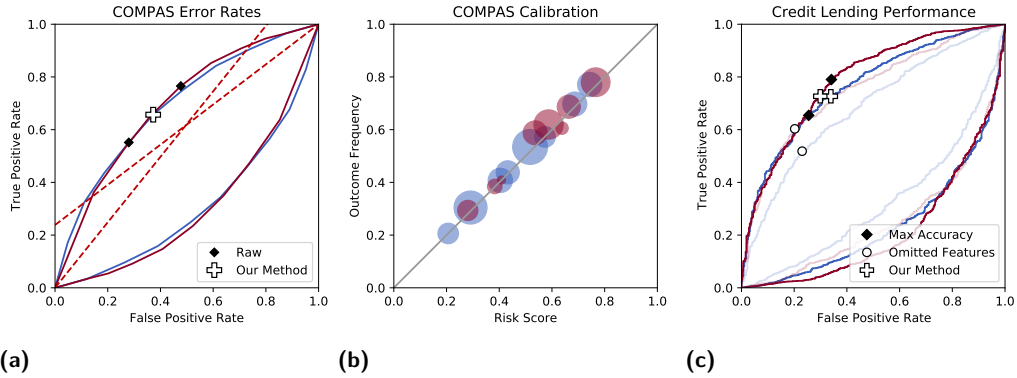 COMPAS Error Rates
1.0
0.8
0.6
0.4
0.2
0.0
True Positive Rate
Raw
Our Method
0.0 0.2 0.4 0.6 0.8 1.0
False Positive Rate
(a)
COMPAS Calibration
1.0
0.8
0.6
0.4
0.2
0.0
Outcome Frequency
0.0 0.2 0.4 0.6 0.8 1.0
Risk Score
(b)
Credit Lending Performance
1.0
0.8
0.6
0.4
0.2
0.0
True Positive Rate
Max Accuracy
Omitted Features
Our Method
0.0 0.2 0.4 0.6 0.8 1.0
False Positive Rate
(c)